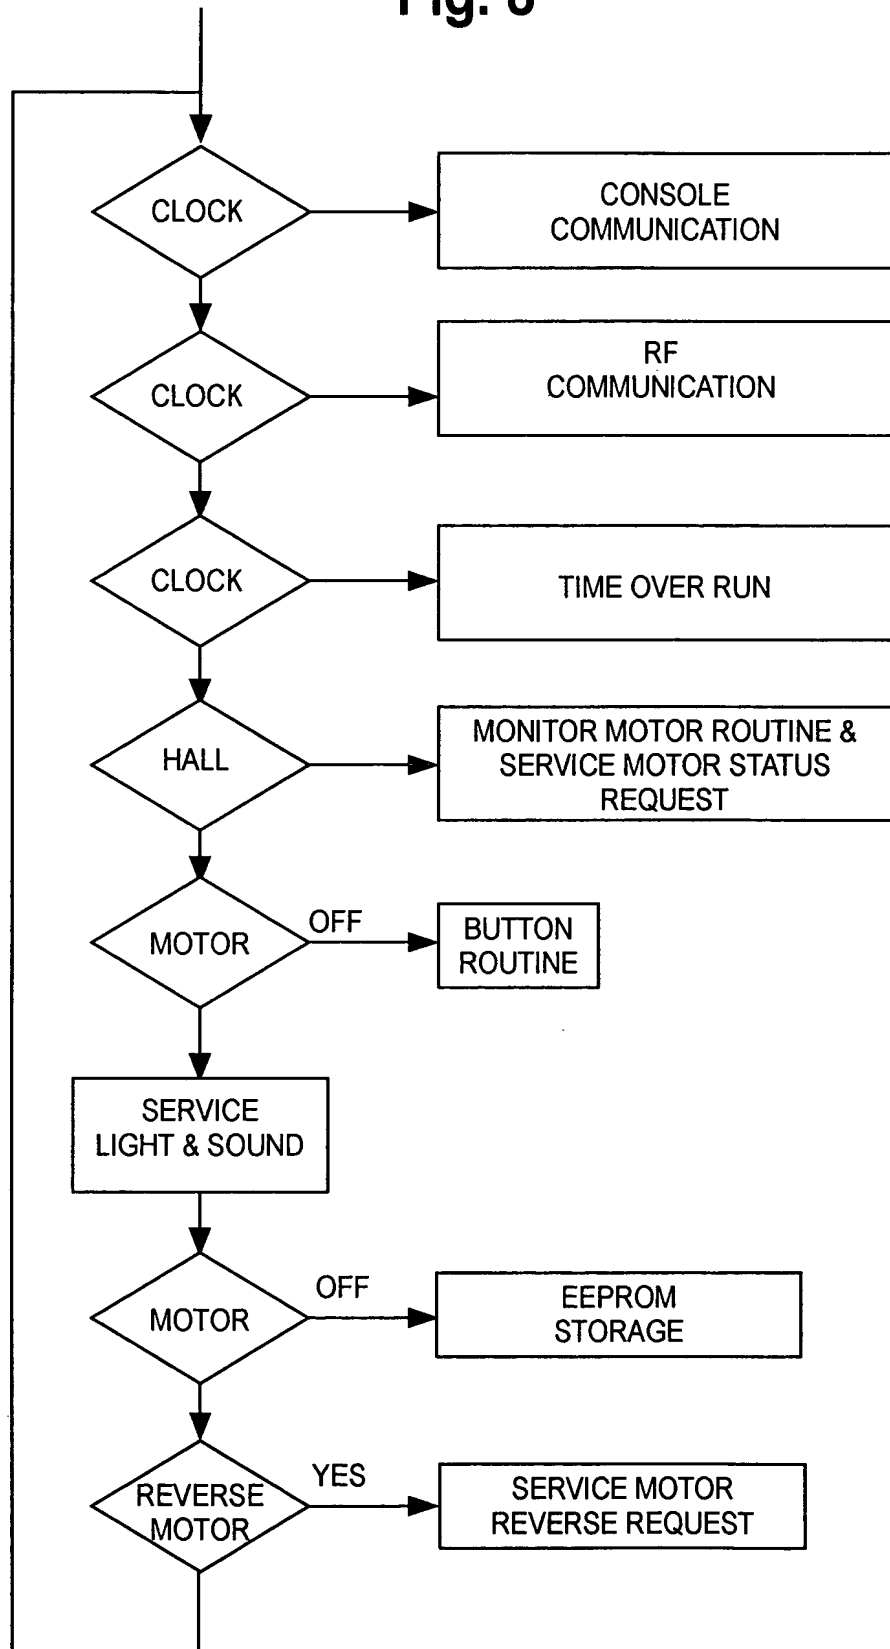 CLOCK
CONSOLE
COMMUNICATION
CLOCK
RF
COMMUNICATION
CLOCK
TIME OVER RUN
HALL
MONITOR MOTOR ROUTINE &
SERVICE MOTOR STATUS
REQUEST
MOTOR
OFF
BUTTON
ROUTINE
SERVICE
LIGHT & SOUND
MOTOR
OFF
EEPROM
STORAGE
REVERSE
MOTOR
YES
SERVICE MOTOR
REVERSE REQUEST